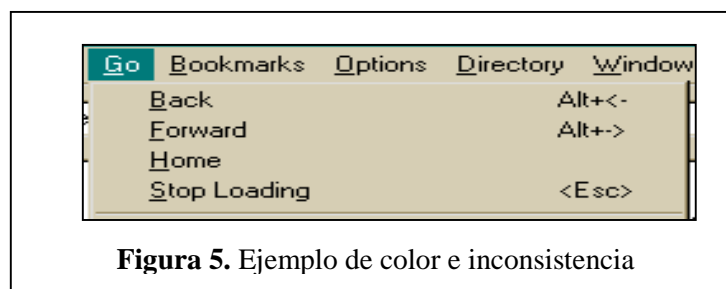 Go Bookmarks Options Directory Window
Back Alt+<-
Forward Alt+->
Home
Stop Loading <Esc>
Figura 5. Ejemplo de color e inconsistencia